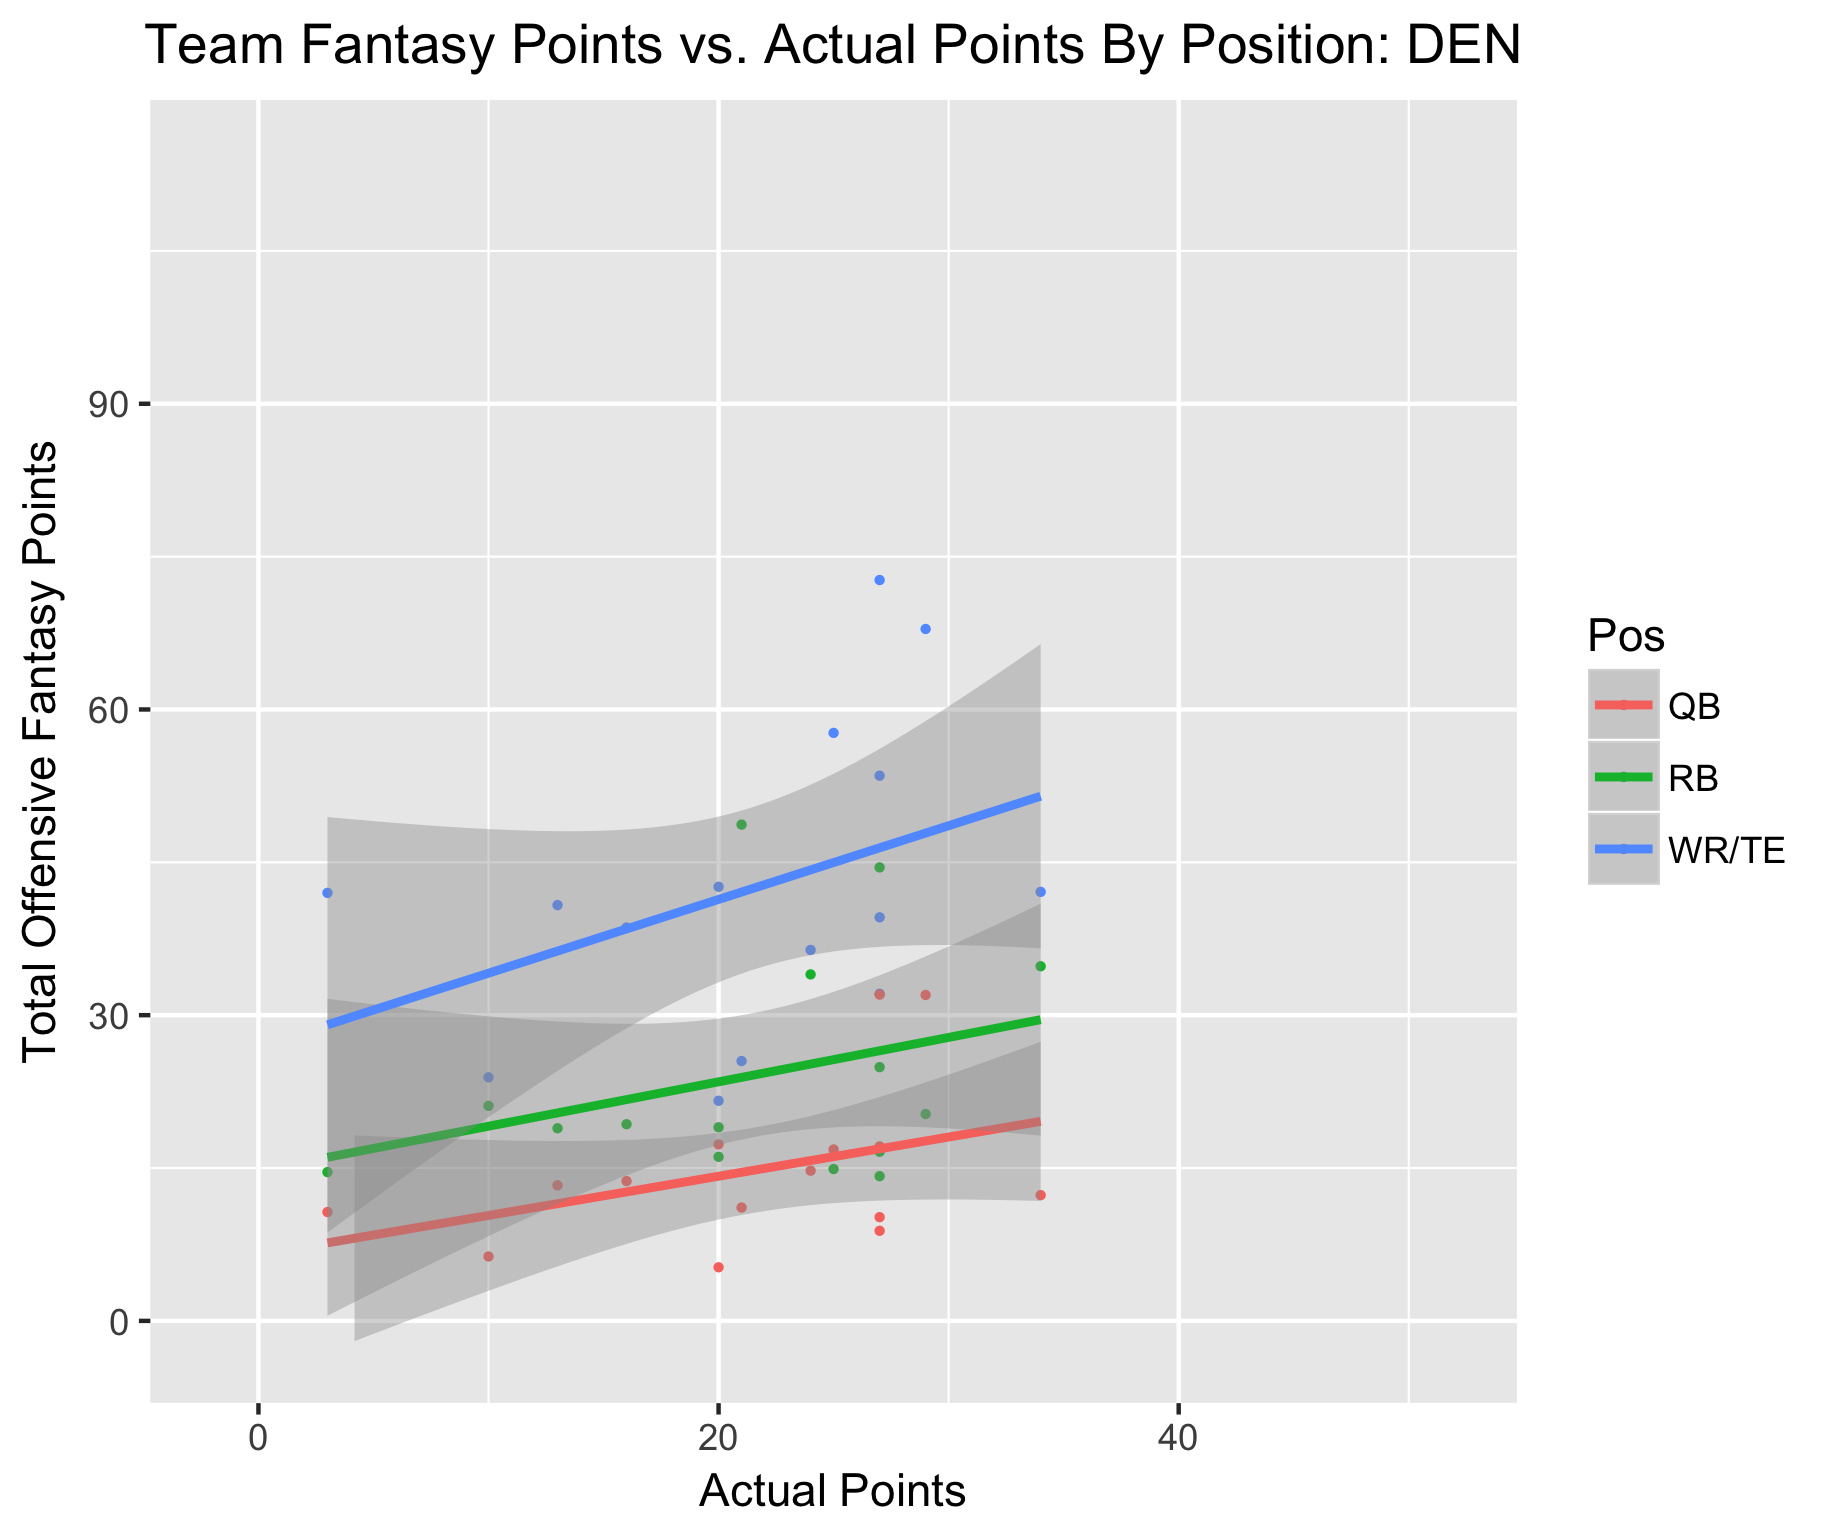 Team Fantasy Points vs. Actual Points By Position: DEN
Total Offensive Fantasy Points
90
60
30
0
0
20
40
Actual Points
Pos
QB
RB
WR/TE